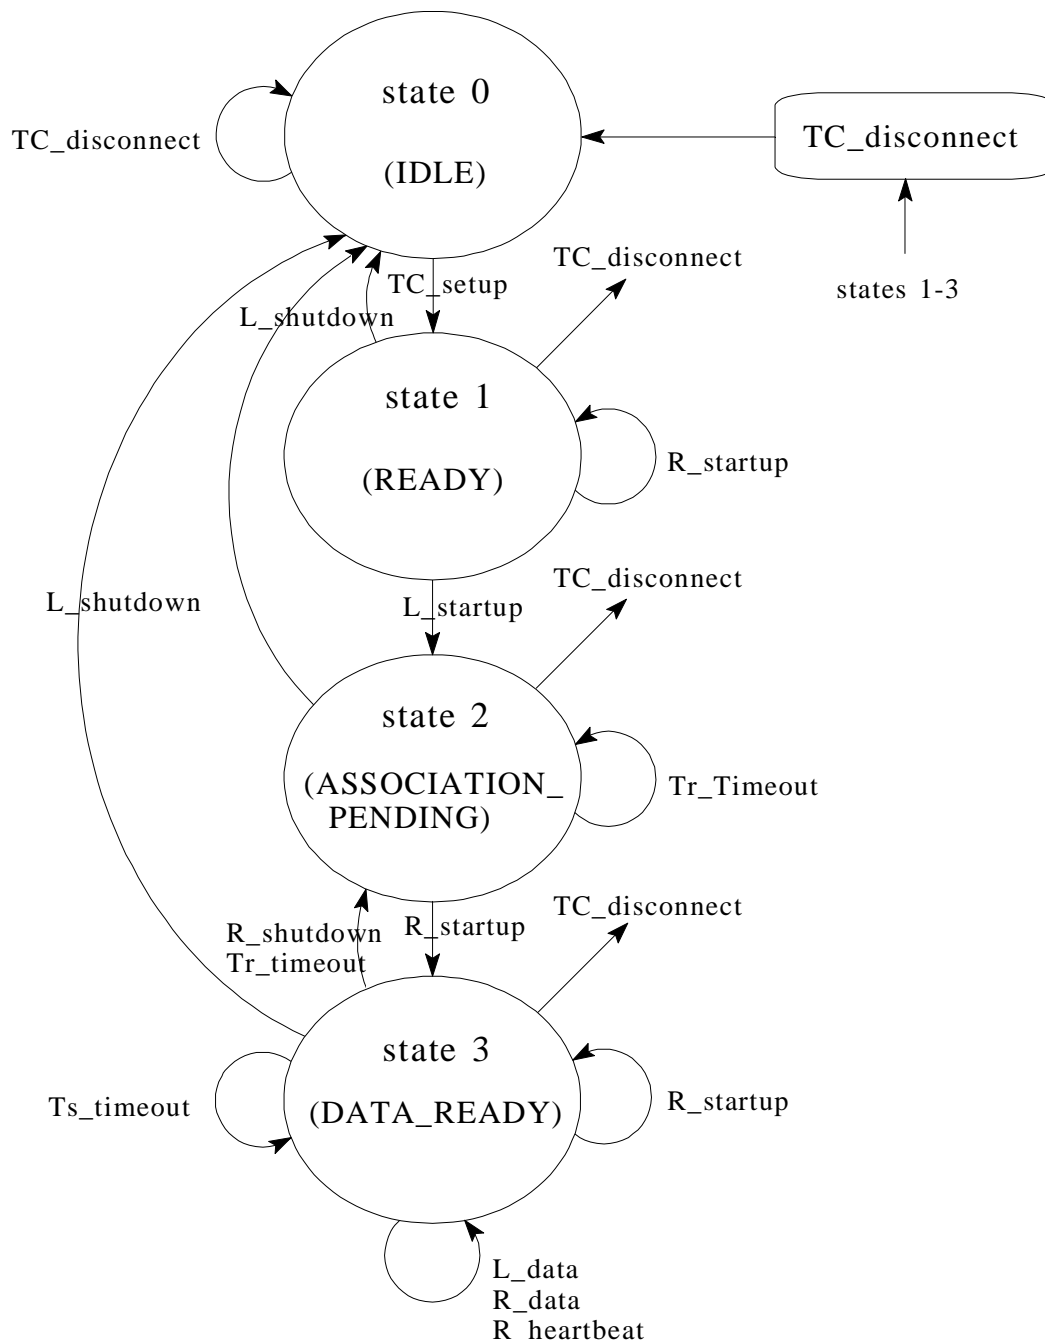 state 0
(IDLE)
TC_disconnect
TC_disconnect
states 1-3
TC_setup
L_shutdown
TC_disconnect
state 1
(READY)
R_startup
L_shutdown
L_startup
TC_disconnect
state 2
(ASSOCIATION_
PENDING)
Tr_Timeout
R_shutdown
Tr_timeout
R_startup
TC_disconnect
state 3
(DATA_READY)
Ts_timeout
R_startup
L_data
R_data
R_heartbeat